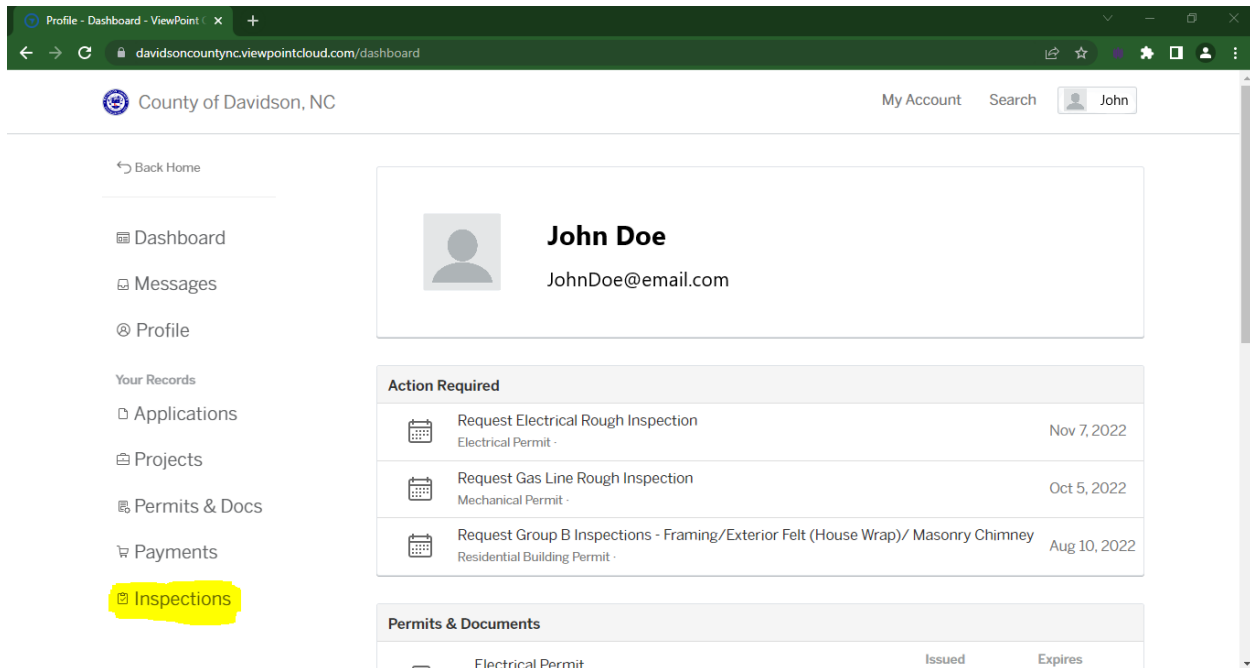 Profile - Dashboard - ViewPoint C
davidsoncountync.viewpointcloud.com/dashboard
County of Davidson, NC
My Account
Search
John
Back Home
Dashboard
Messages
Profile
Your Records
Applications
Projects
Permits & Docs
Payments
Inspections
John Doe
JohnDoe@email.com
Action Required
Request Electrical Rough Inspection
Electrical Permit ·
Nov 7, 2022
Request Gas Line Rough Inspection
Mechanical Permit ·
Oct 5, 2022
Request Group B Inspections - Framing/Exterior Felt (House Wrap)/ Masonry Chimney
Residential Building Permit ·
Aug 10, 2022
Permits & Documents
Electrical Permit
Issued
Expires